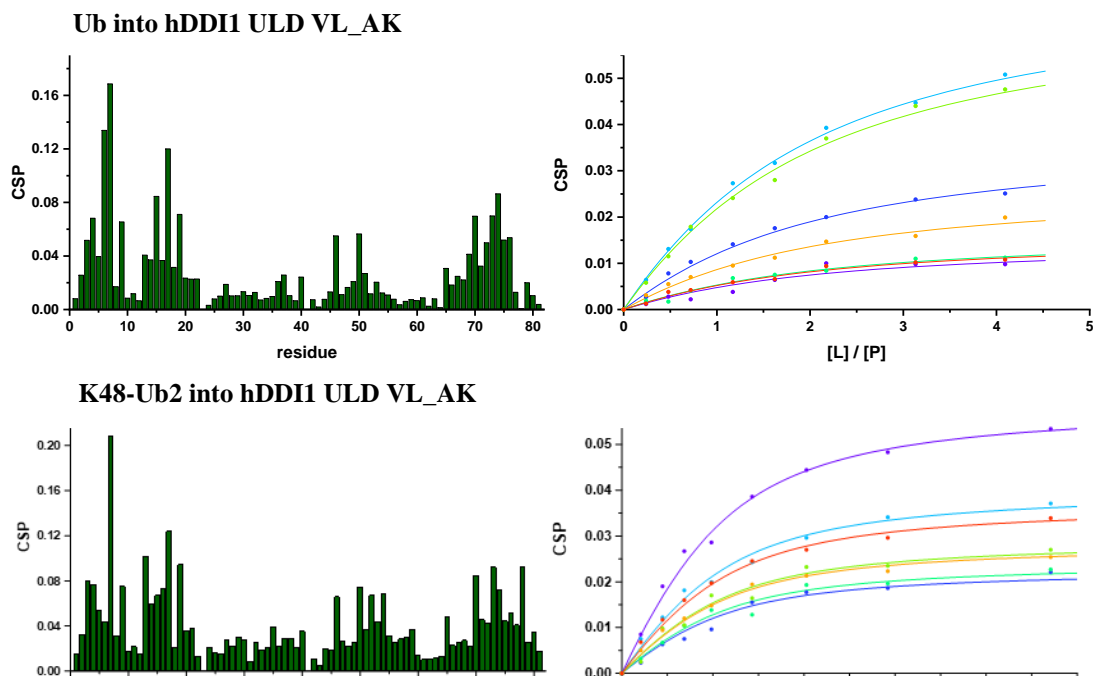 Ub into hDDI1 ULD VL_AK
0.16
0.12
0.08
0.04
0.00
CSP
0 10 20 30 40 50 60 70 80
residue
0.05
0.04
0.03
0.02
0.01
0.00
CSP
0 1 2 3 4 5
[L] / [P]
K48-Ub2 into hDDI1 ULD VL_AK
0.20
0.16
0.12
0.08
0.04
0.00
CSP
0.05
0.04
0.03
0.02
0.01
0.00
CSP